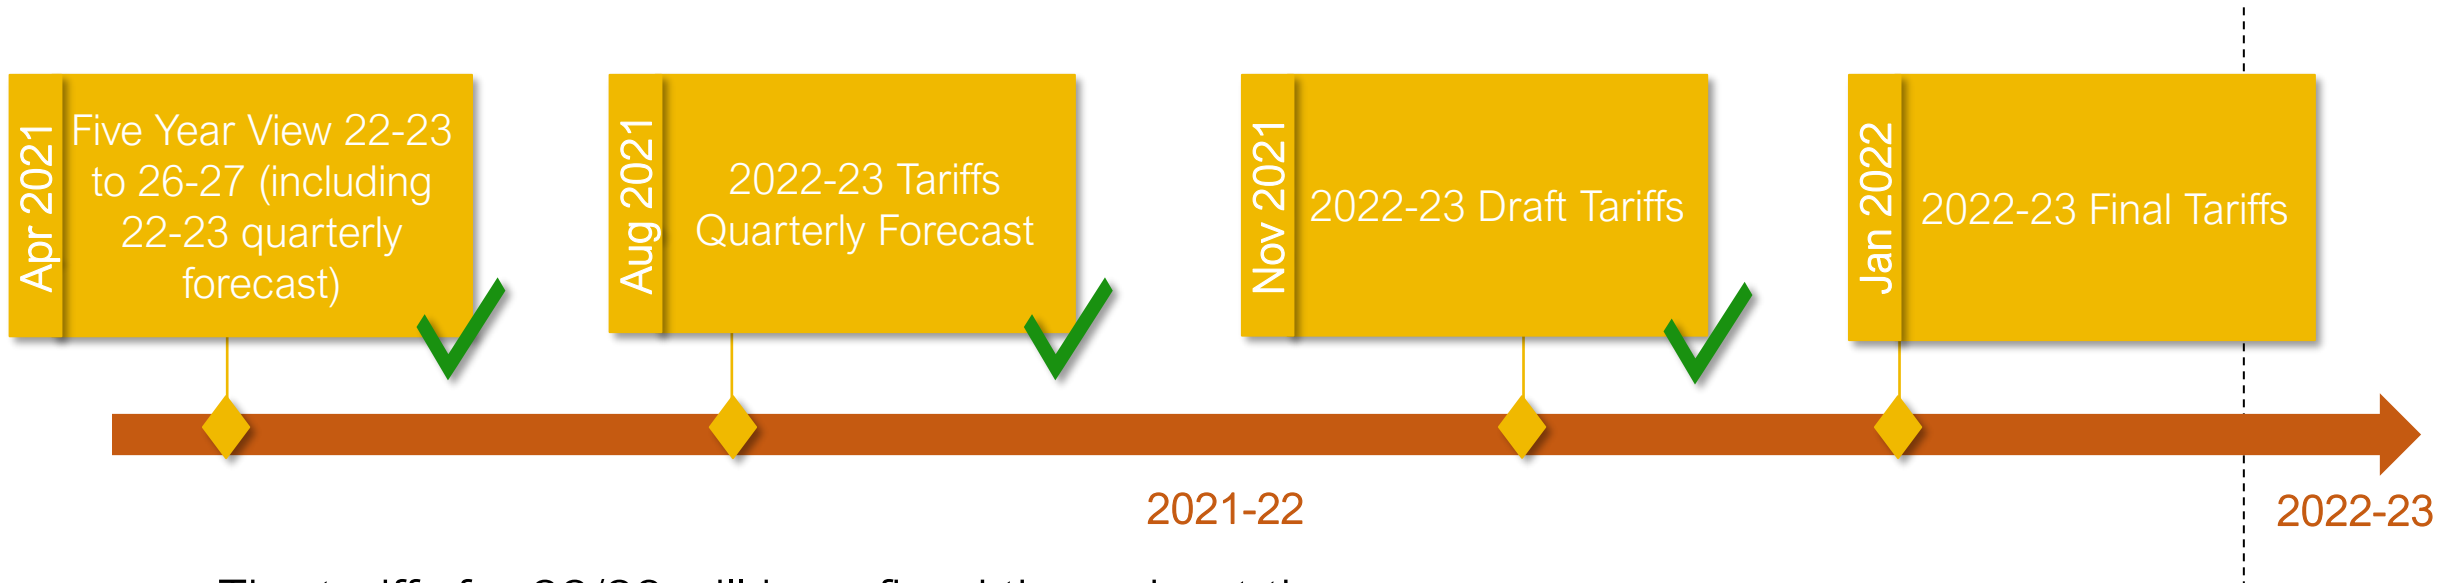 Apr 2021
Five Year View 22-23
to 26-27 (including
22-23 quarterly
forecast)
Aug 2021
2022-23 Tariffs
Quarterly Forecast
Nov 2021
2022-23 Draft Tariffs
Jan 2022
2022-23 Final Tariffs
2021-22
2022-23